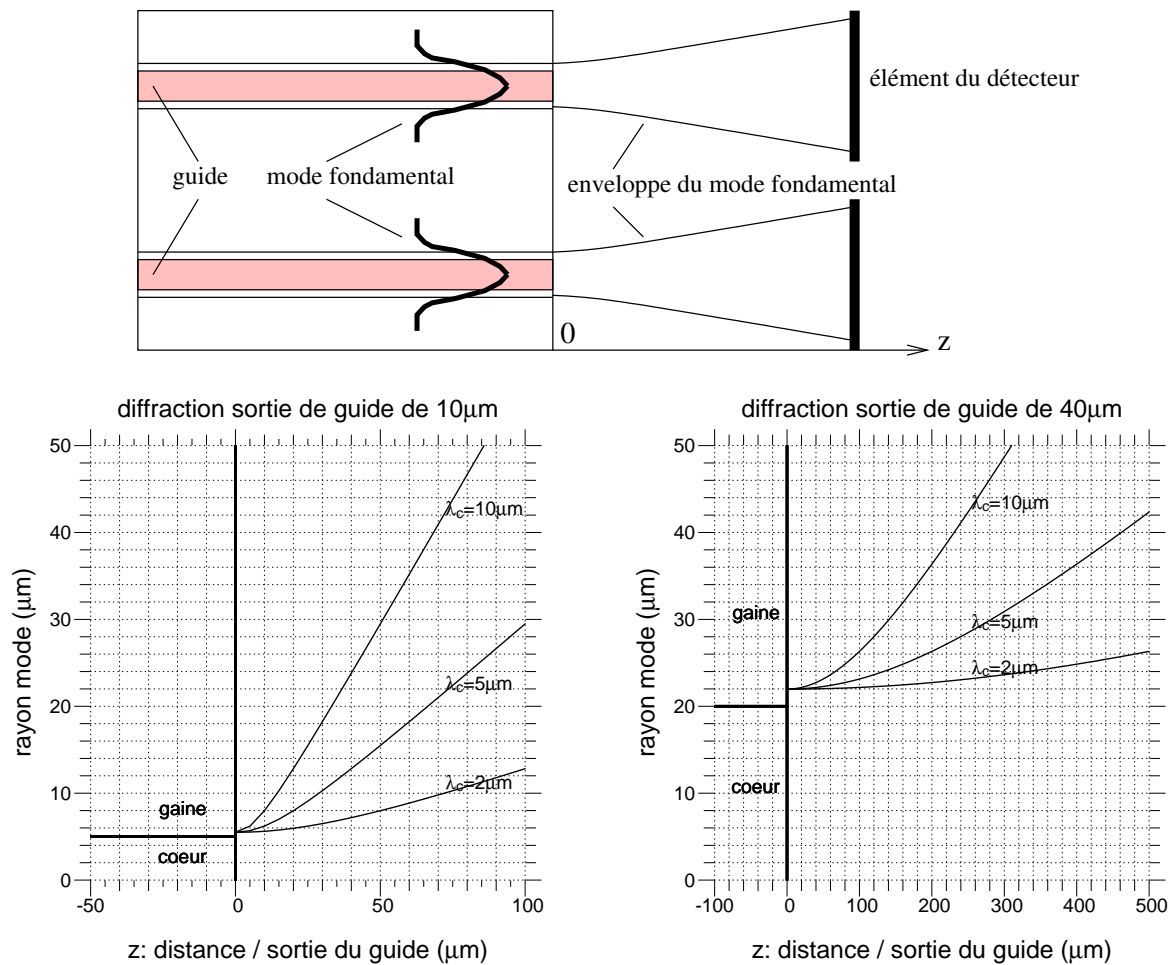 élément du détecteur
guide
mode fondamental
enveloppe du mode fondamental
0
z
diffraction sortie de guide de 10μm
50
40
30
20
10
0
-50
0
50
100
rayon mode (μm)
λc=10μm
λc=5μm
λc=2μm
gaine
coeur
z: distance / sortie du guide (μm)
diffraction sortie de guide de 40μm
50
40
30
20
10
0
-100
0
100
200
300
400
500
rayon mode (μm)
λc=10μm
λc=5μm
λc=2μm
gaine
coeur
z: distance / sortie du guide (μm)